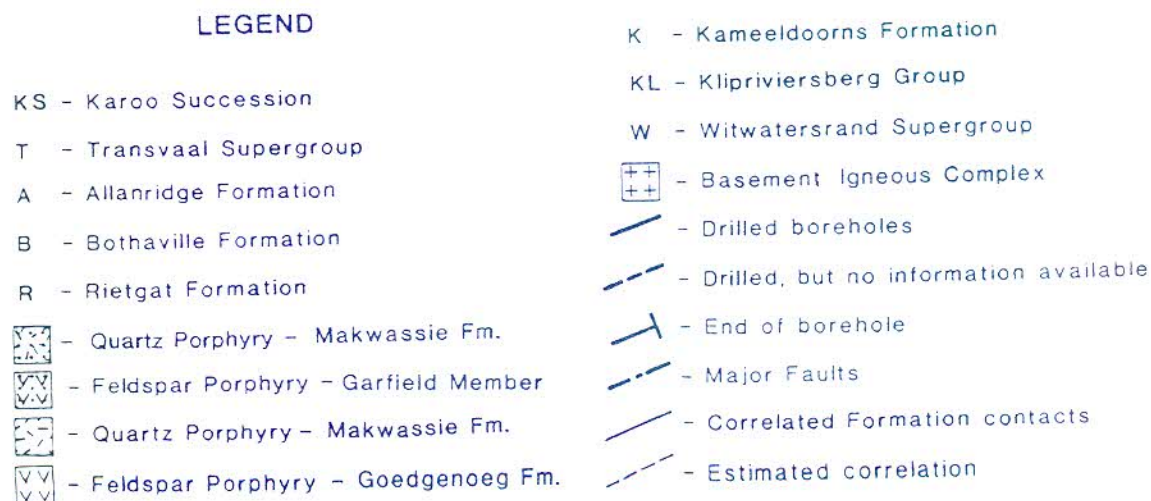 LEGEND
KS - Karoo Succession
T - Transvaal Supergroup
A - Allanridge Formation
B - Bothaville Formation
R - Rietgat Formation
- Quartz Porphyry - Makwassie Fm.
- Feldspar Porphyry - Garfield Member
- Quartz Porphyry - Makwassie Fm.
- Feldspar Porphyry - Goedgenoeg Fm.
K - Kameeldoorns Formation
KL - Klipriviersberg Group
W - Witwatersrand Supergroup
- Basement Igneous Complex
- Drilled boreholes
- Drilled, but no information available
- End of borehole
- Major Faults
- Correlated Formation contacts
- Estimated correlation